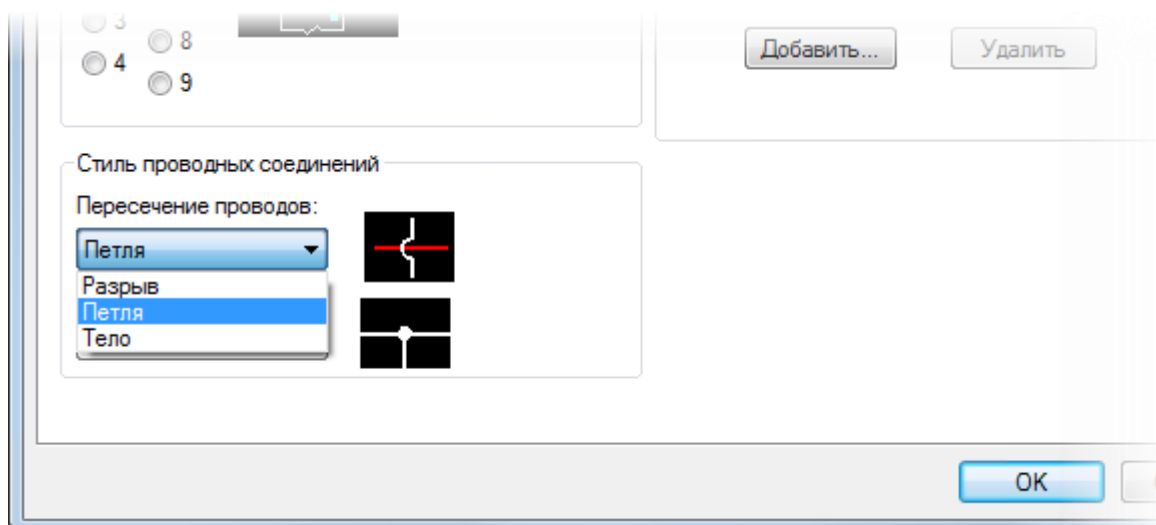 3
8
4
9
Добавить...
Удалить
Стиль проводных соединений
Пересечение проводов:
Петля
Разрыв
Петля
Тело
OK